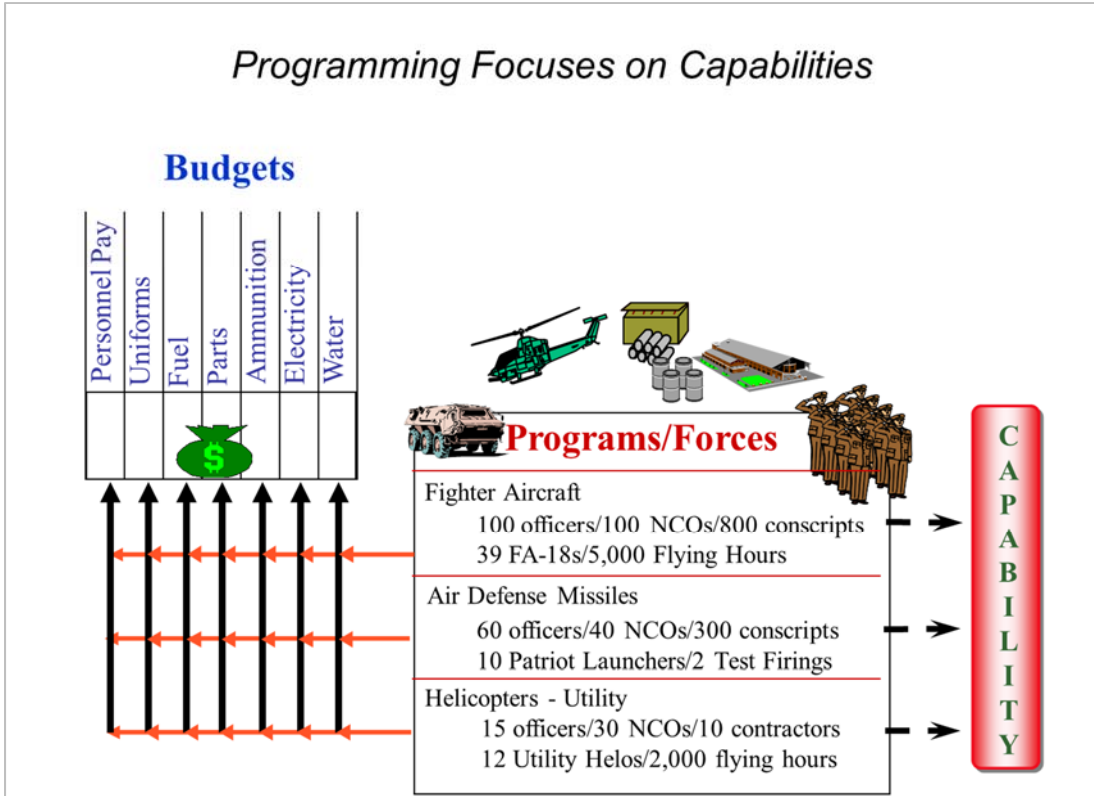 Programming Focuses on Capabilities
Budgets
Personnel Pay
Uniforms
Fuel
Parts
Ammunition
Electricity
Water
$
Programs/Forces
Fighter Aircraft
100 officers/100 NCOs/800 conscripts
39 FA-18s/5,000 Flying Hours
Air Defense Missiles
60 officers/40 NCOs/300 conscripts
10 Patriot Launchers/2 Test Firings
Helicopters - Utility
15 officers/30 NCOs/10 contractors
12 Utility Helos/2,000 flying hours
CAPABILITY